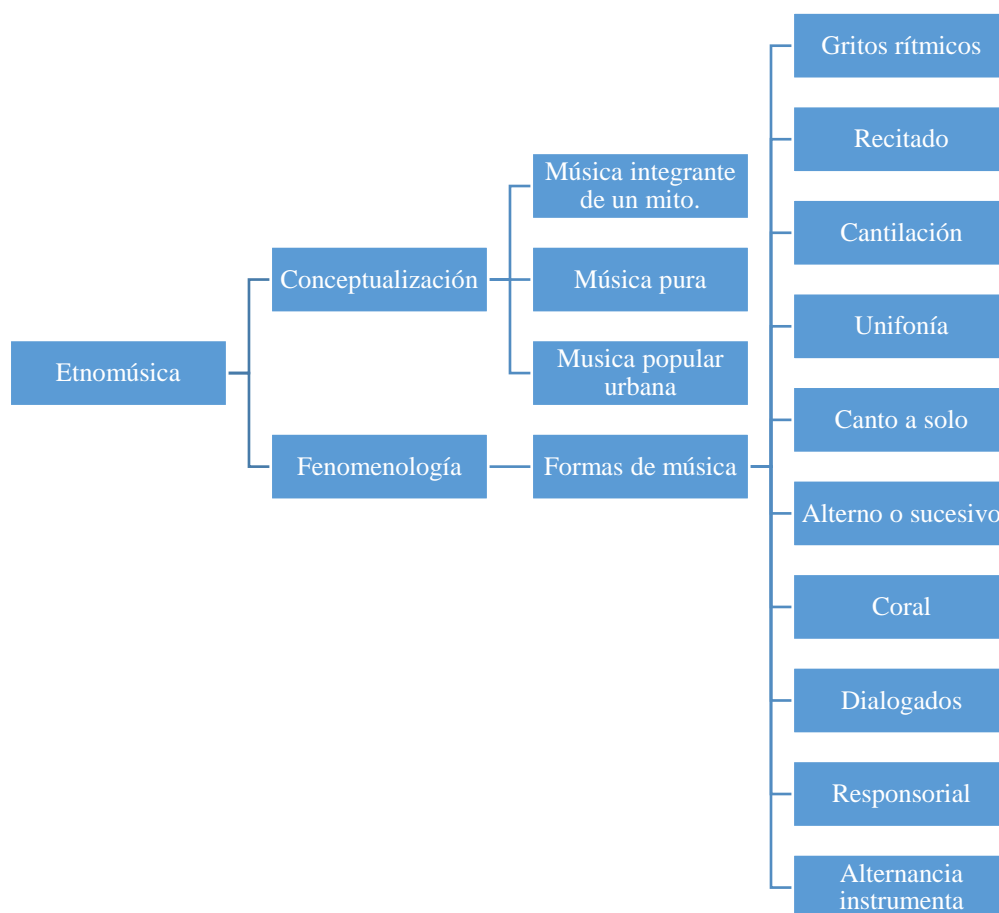 Etnomúsica
Conceptualización
Música integrante
de un mito.
Música pura
Musica popular
urbana
Fenomenología
Formas de música
Gritos rítmicos
Recitado
Cantilación
Unifonía
Canto a solo
Alterno o sucesivo
Coral
Dialogados
Responsorial
Alternancia
instrumenta